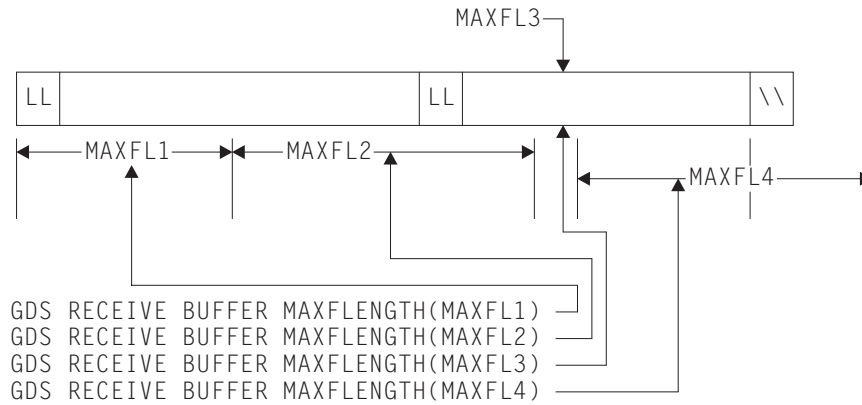 MAXFL3
LL LL \\
MAXFL1 MAXFL2
MAXFL4
GDS RECEIVE BUFFER MAXFLENGTH(MAXFL1)
GDS RECEIVE BUFFER MAXFLENGTH(MAXFL2)
GDS RECEIVE BUFFER MAXFLENGTH(MAXFL3)
GDS RECEIVE BUFFER MAXFLENGTH(MAXFL4)